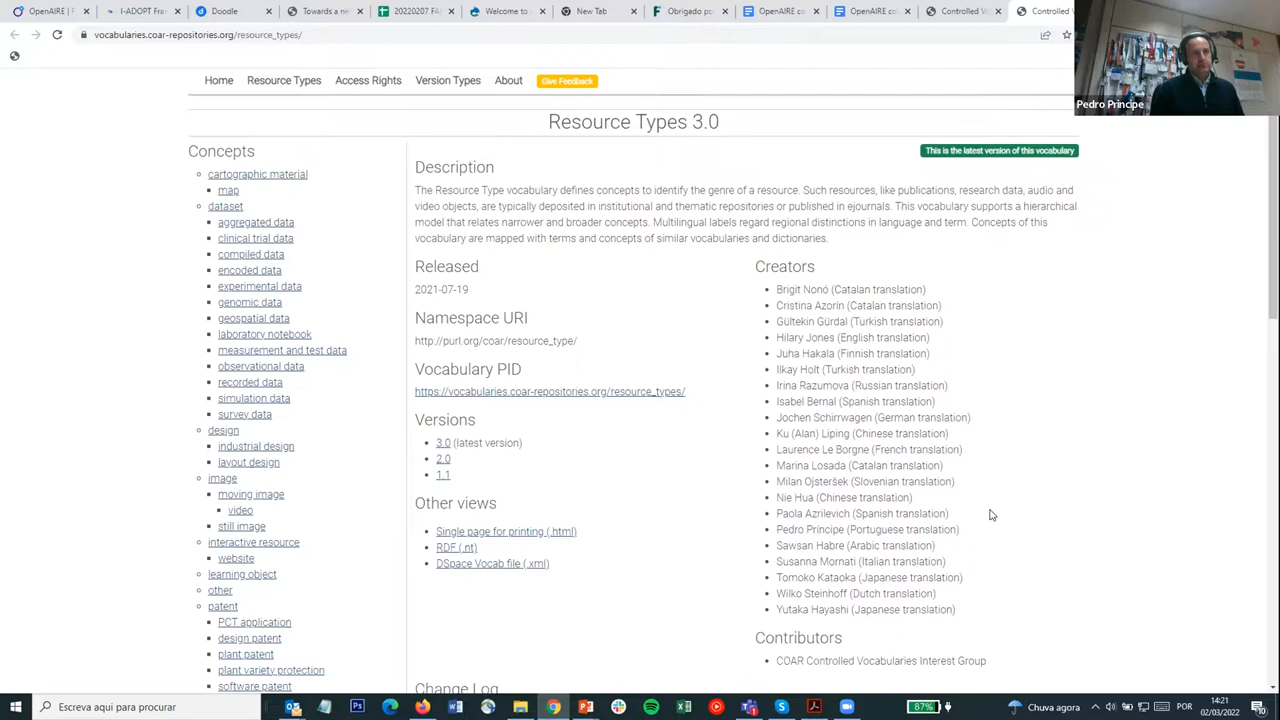 OpenAIRE (
I-ADOPT Fra
Doodle
Towards a ne
20220207 FA
Welcome to
New Tab
Obrigado po
OpenAIRE co
OpenAIRE co
Controlled Vo
Controlled
vocabularies.coar-repositories.org/resource_types/
Pedro Príncipe
Home
Resource Types
Access Rights
Version Types
About
Give Feedback
Resource Types 3.0
Concepts
cartographic material
map
dataset
aggregated data
clinical trial data
compiled data
encoded data
experimental data
genomic data
geospatial data
laboratory notebook
measurement and test data
observational data
recorded data
simulation data
survey data
design
industrial design
layout design
image
moving image
video
still image
interactive resource
website
learning object
other
patent
PCT application
design patent
plant patent
plant variety protection
software patent
This is the latest version of this vocabulary
Description
The Resource Type vocabulary defines concepts to identify the genre of a resource. Such resources, like publications, research data, audio and
video objects, are typically deposited in institutional and thematic repositories or published in ejournals. This vocabulary supports a hierarchical
model that relates narrower and broader concepts. Multilingual labels regard regional distinctions in language and term. Concepts of this
vocabulary are mapped with terms and concepts of similar vocabularies and dictionaries.
Released
2021-07-19
Namespace URI
http://purl.org/coar/resource_type/
Vocabulary PID
https://vocabularies.coar-repositories.org/resource_types/
Versions
3.0 (latest version)
2.0
1.1
Other views
Single page for printing (.html)
RDF (.nt)
DSpace Vocab file (.xml)
Creators
Brigit Nonó (Catalan translation)
Cristina Azorín (Catalan translation)
Gültekin Gürdal (Turkish translation)
Hilary Jones (English translation)
Juha Hakala (Finnish translation)
Ilkay Holt (Turkish translation)
Irina Razumova (Russian translation)
Isabel Bernal (Spanish translation)
Jochen Schirrwagen (German translation)
Ku (Alan) Liping (Chinese translation)
Laurence Le Borgne (French translation)
Marina Losada (Catalan translation)
Milan Ojsteršek (Slovenian translation)
Nie Hua (Chinese translation)
Paola Azrilevich (Spanish translation)
Pedro Príncipe (Portuguese translation)
Sawsan Habre (Arabic translation)
Susanna Mornati (Italian translation)
Tomoko Kataoka (Japanese translation)
Wilko Steinhoff (Dutch translation)
Yutaka Hayashi (Japanese translation)
Contributors
COAR Controlled Vocabularies Interest Group
Change Log
Escreva aqui para procurar
87%
Chuva agora
POR
14:21
02/03/2022